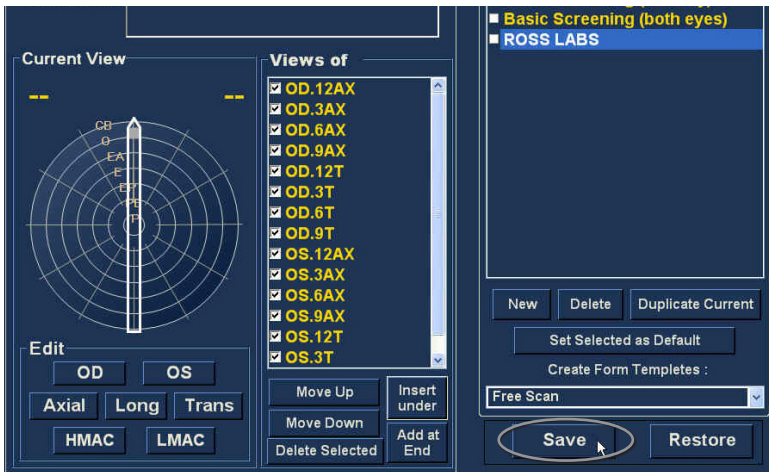 Basic Screening (both eyes)
ROSS LABS
Current View
-- --
CB
O
EA
E
EP
PE
P
Edit
OD OS
Axial Long Trans
HMAC LMAC
Views of
OD.12AX
OD.3AX
OD.6AX
OD.9AX
OD.12T
OD.3T
OD.6T
OD.9T
OS.12AX
OS.3AX
OS.6AX
OS.9AX
OS.12T
OS.3T
Move Up
Move Down
Delete Selected
Insert
under
Add at
End
New Delete Duplicate Current
Set Selected as Default
Create Form Templetes :
Free Scan
Save Restore